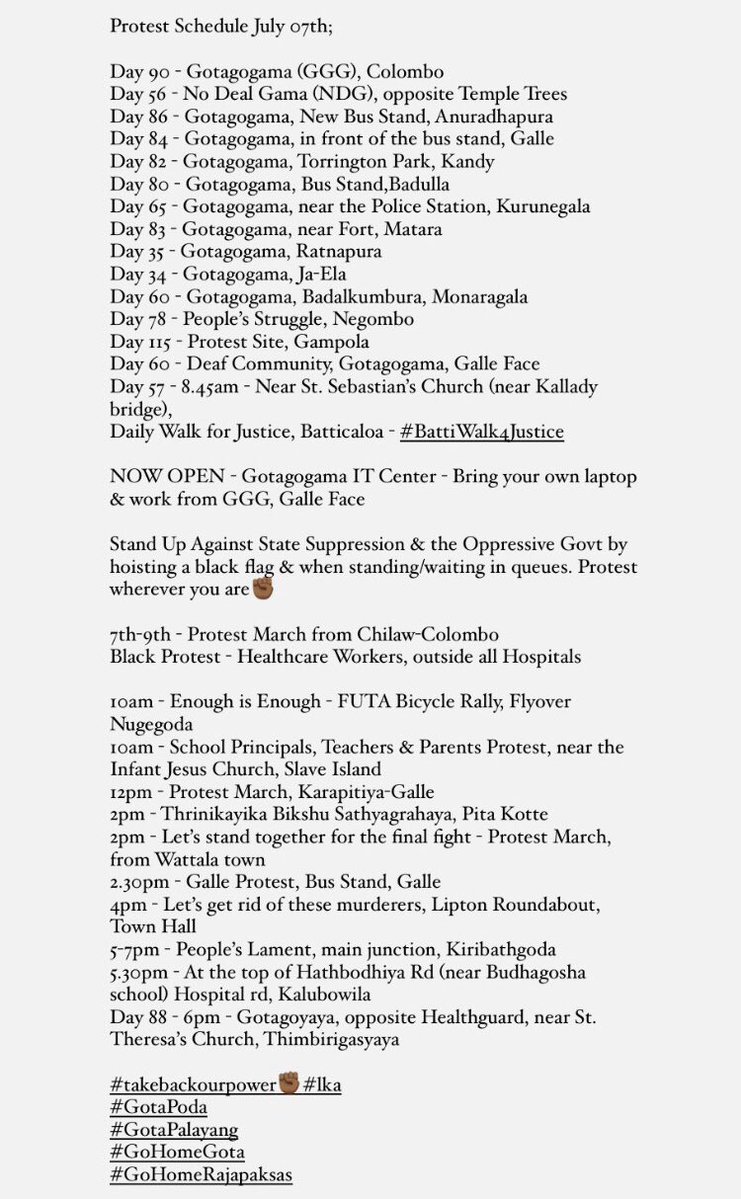 Protest Schedule July 07th;
Day 90 - Gotagogama (GGG), Colombo
Day 56 - No Deal Gama (NDG), opposite Temple Trees
Day 86 - Gotagogama, New Bus Stand, Anuradhapura
Day 84 - Gotagogama, in front of the bus stand, Galle
Day 82 - Gotagogama, Torrington Park, Kandy
Day 80 - Gotagogama, Bus Stand,Badulla
Day 65 - Gotagogama, near the Police Station, Kurunegala
Day 83 - Gotagogama, near Fort, Matara
Day 35 - Gotagogama, Ratnapura
Day 34 - Gotagogama, Ja-Ela
Day 60 - Gotagogama, Badalkumbura, Monaragala
Day 78 - People's Struggle, Negombo
Day 115 - Protest Site, Gampola
Day 60 - Deaf Community, Gotagogama, Galle Face
Day 57 - 8.45am - Near St. Sebastian's Church (near Kallady
bridge),
Daily Walk for Justice, Batticaloa - #BattiWalk4Justice
NOW OPEN - Gotagogama IT Center - Bring your own laptop
& work from GGG, Galle Face
Stand Up Against State Suppression & the Oppressive Govt by
hoisting a black flag & when standing/waiting in queues. Protest
wherever you are✊🏾
7th-9th - Protest March from Chilaw-Colombo
Black Protest - Healthcare Workers, outside all Hospitals
10am - Enough is Enough - FUTA Bicycle Rally, Flyover
Nugegoda
10am - School Principals, Teachers & Parents Protest, near the
Infant Jesus Church, Slave Island
12pm - Protest March, Karapitiya-Galle
2pm - Thrinikayika Bikshu Sathyagrahaya, Pita Kotte
2pm - Let's stand together for the final fight - Protest March,
from Wattala town
2.30pm - Galle Protest, Bus Stand, Galle
4pm - Let's get rid of these murderers, Lipton Roundabout,
Town Hall
5-7pm - People's Lament, main junction, Kiribathgoda
5.30pm - At the top of Hathbodhiya Rd (near Budhagosha
school) Hospital rd, Kalubowila
Day 88 - 6pm - Gotagoyaya, opposite Healthguard, near St.
Theresa's Church, Thimbirigasyaya
#takebackourpower✊🏾#lka
#GotaPoda
#GotaPalayang
#GoHomeGota
#GoHomeRajapaksas